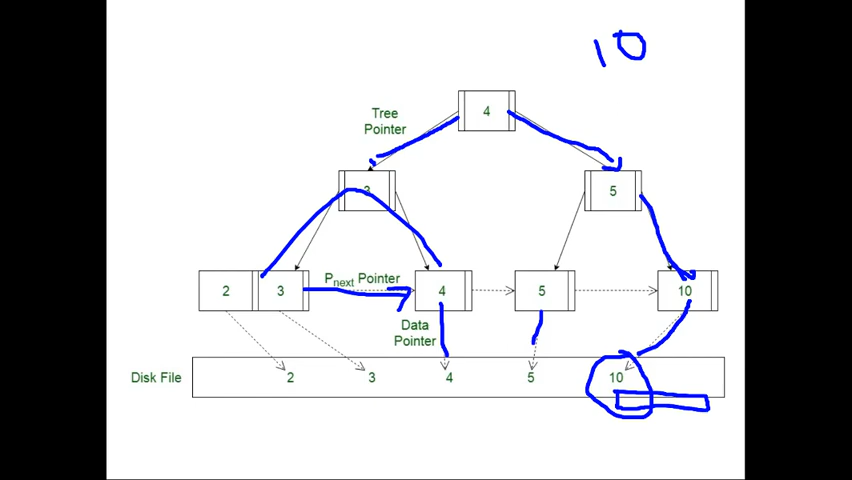 10
4
Tree
Pointer
3
5
2 3 Pnext Pointer 4 5 10
Data
Pointer
Disk File 2 3 4 5 10